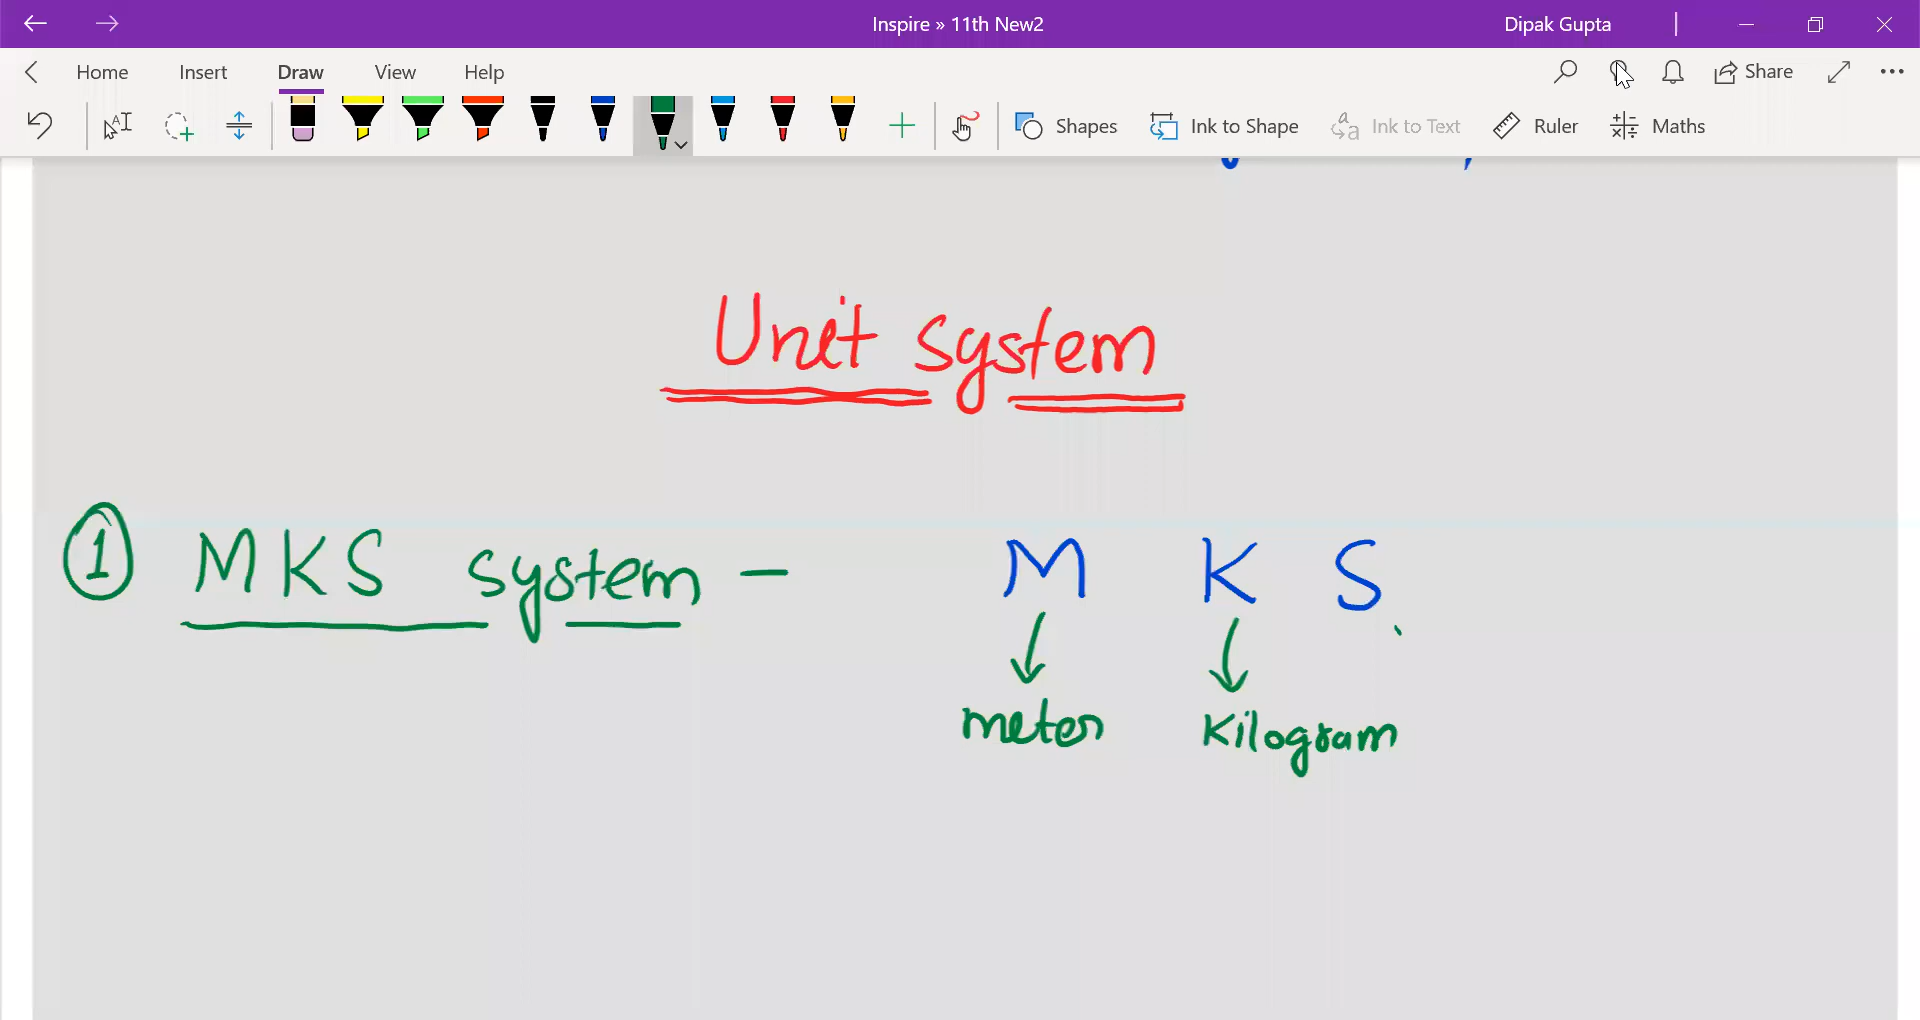 Inspire » 11th New2
Dipak Gupta
Home Insert Draw View Help
Share
Shapes Ink to Shape Ink to Text Ruler Maths
Unit system
1 MKS system – M K S
meter Kilogram